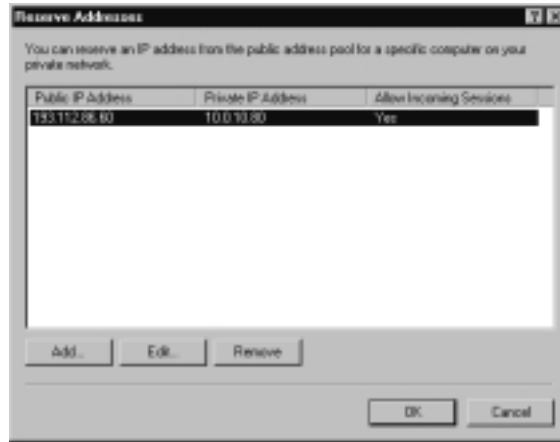 Reserve Addresses
You can reserve an IP address from the public address pool for a specific computer on your
private network.
Public IP Address Private IP Address Allow Incoming Sessions
193.112.86.60 10.0.10.80 Yes
Add... Edit... Remove
OK Cancel